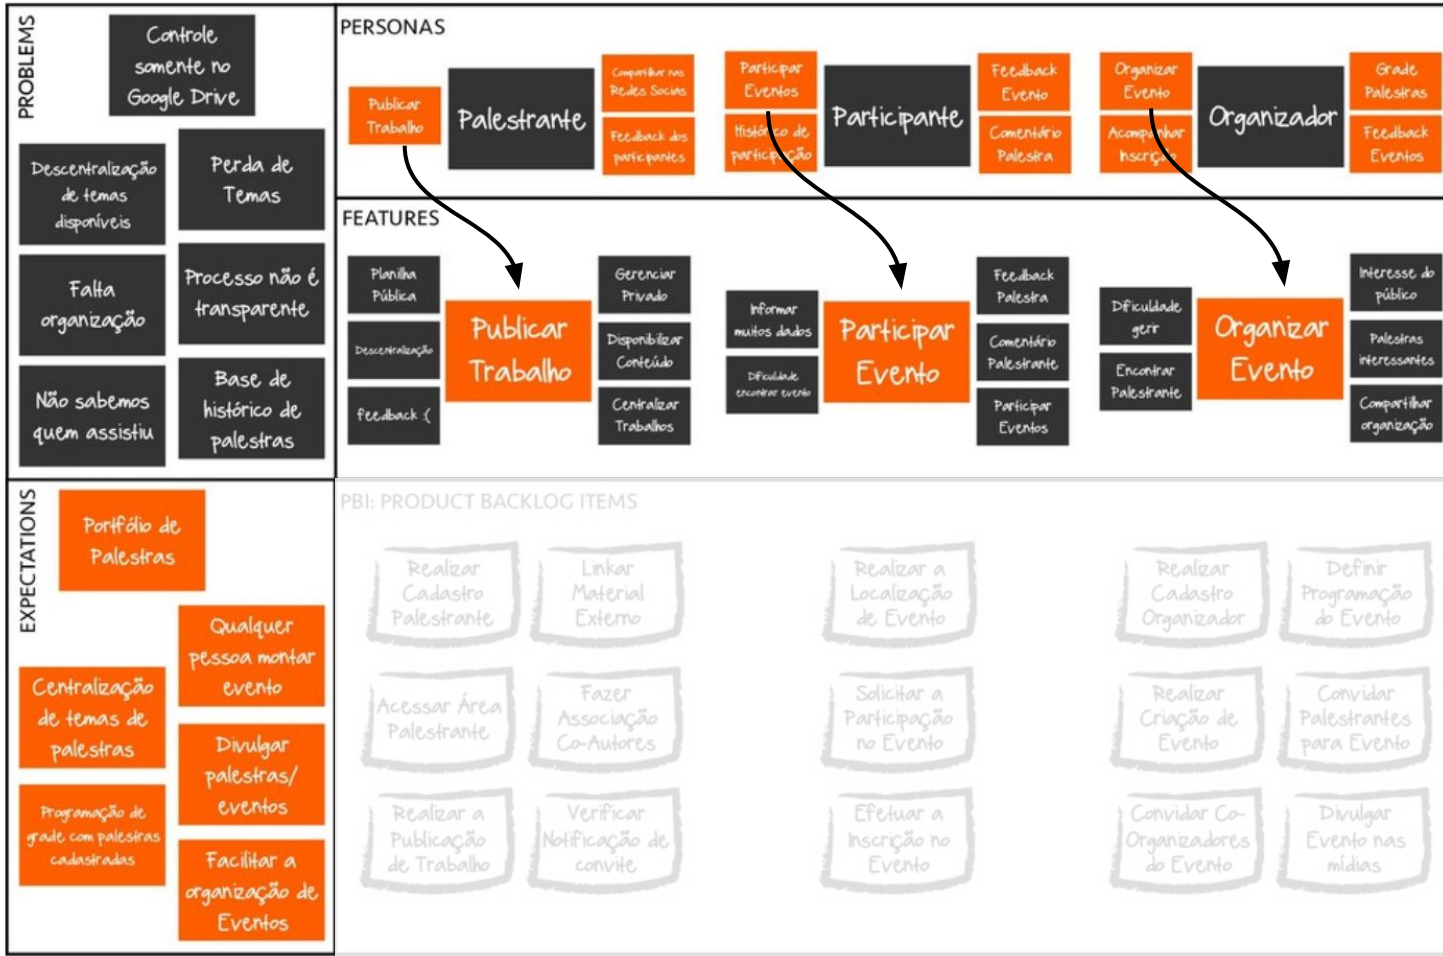 PROBLEMS
Controle
somente no
Google Drive
Descentralização
de temas
disponíveis
Perda de
Temas
Falta
organização
Processo não é
transparente
Não sabemos
quem assistiu
Base de
histórico de
palestras
PERSONAS
Publicar
Trabalho
Palestrante
Compartilhar nas
Redes Socias
Feedback dos
participantes
Participar
Eventos
Histórico de
participação
Participante
Feedback
Evento
Comentário
Palestra
Organizar
Evento
Acompanhar
Inscrição
Organizador
Grade
Palestras
Feedback
Eventos
FEATURES
Planilha
Pública
Descentralização
feedback :(
Publicar
Trabalho
Gerenciar
Privado
Disponibilizar
Conteúdo
Centralizar
Trabalhos
Informar
muitos dados
Dificuldade
encontrar evento
Participar
Evento
Feedback
Palestra
Comentário
Palestrante
Participar
Eventos
Dificuldade
gerir
Encontrar
Palestrante
Organizar
Evento
Interesse do
público
Palestras
interessantes
Compartilhar
organização
EXPECTATIONS
Portfólio de
Palestras
Qualquer
pessoa montar
evento
Centralização
de temas de
palestras
Divulgar
palestras/
eventos
Programação de
grade com palestras
cadastradas
Facilitar a
organização de
Eventos
PBI: PRODUCT BACKLOG ITEMS
Realizar
Cadastro
Palestrante
Linkar
Material
Externo
Realizar a
Localização
de Evento
Realizar
Cadastro
Organizador
Definir
Programação
do Evento
Acessar Área
Palestrante
Fazer
Associação
Co-Autores
Solicitar a
Participação
no Evento
Realizar
Criação de
Evento
Convidar
Palestrantes
para Evento
Realizar a
Publicação
de Trabalho
Verificar
Notificação de
convite
Efetuar a
Inscrição no
Evento
Convidar Co-
Organizadores
do Evento
Divulgar
Evento nas
mídias